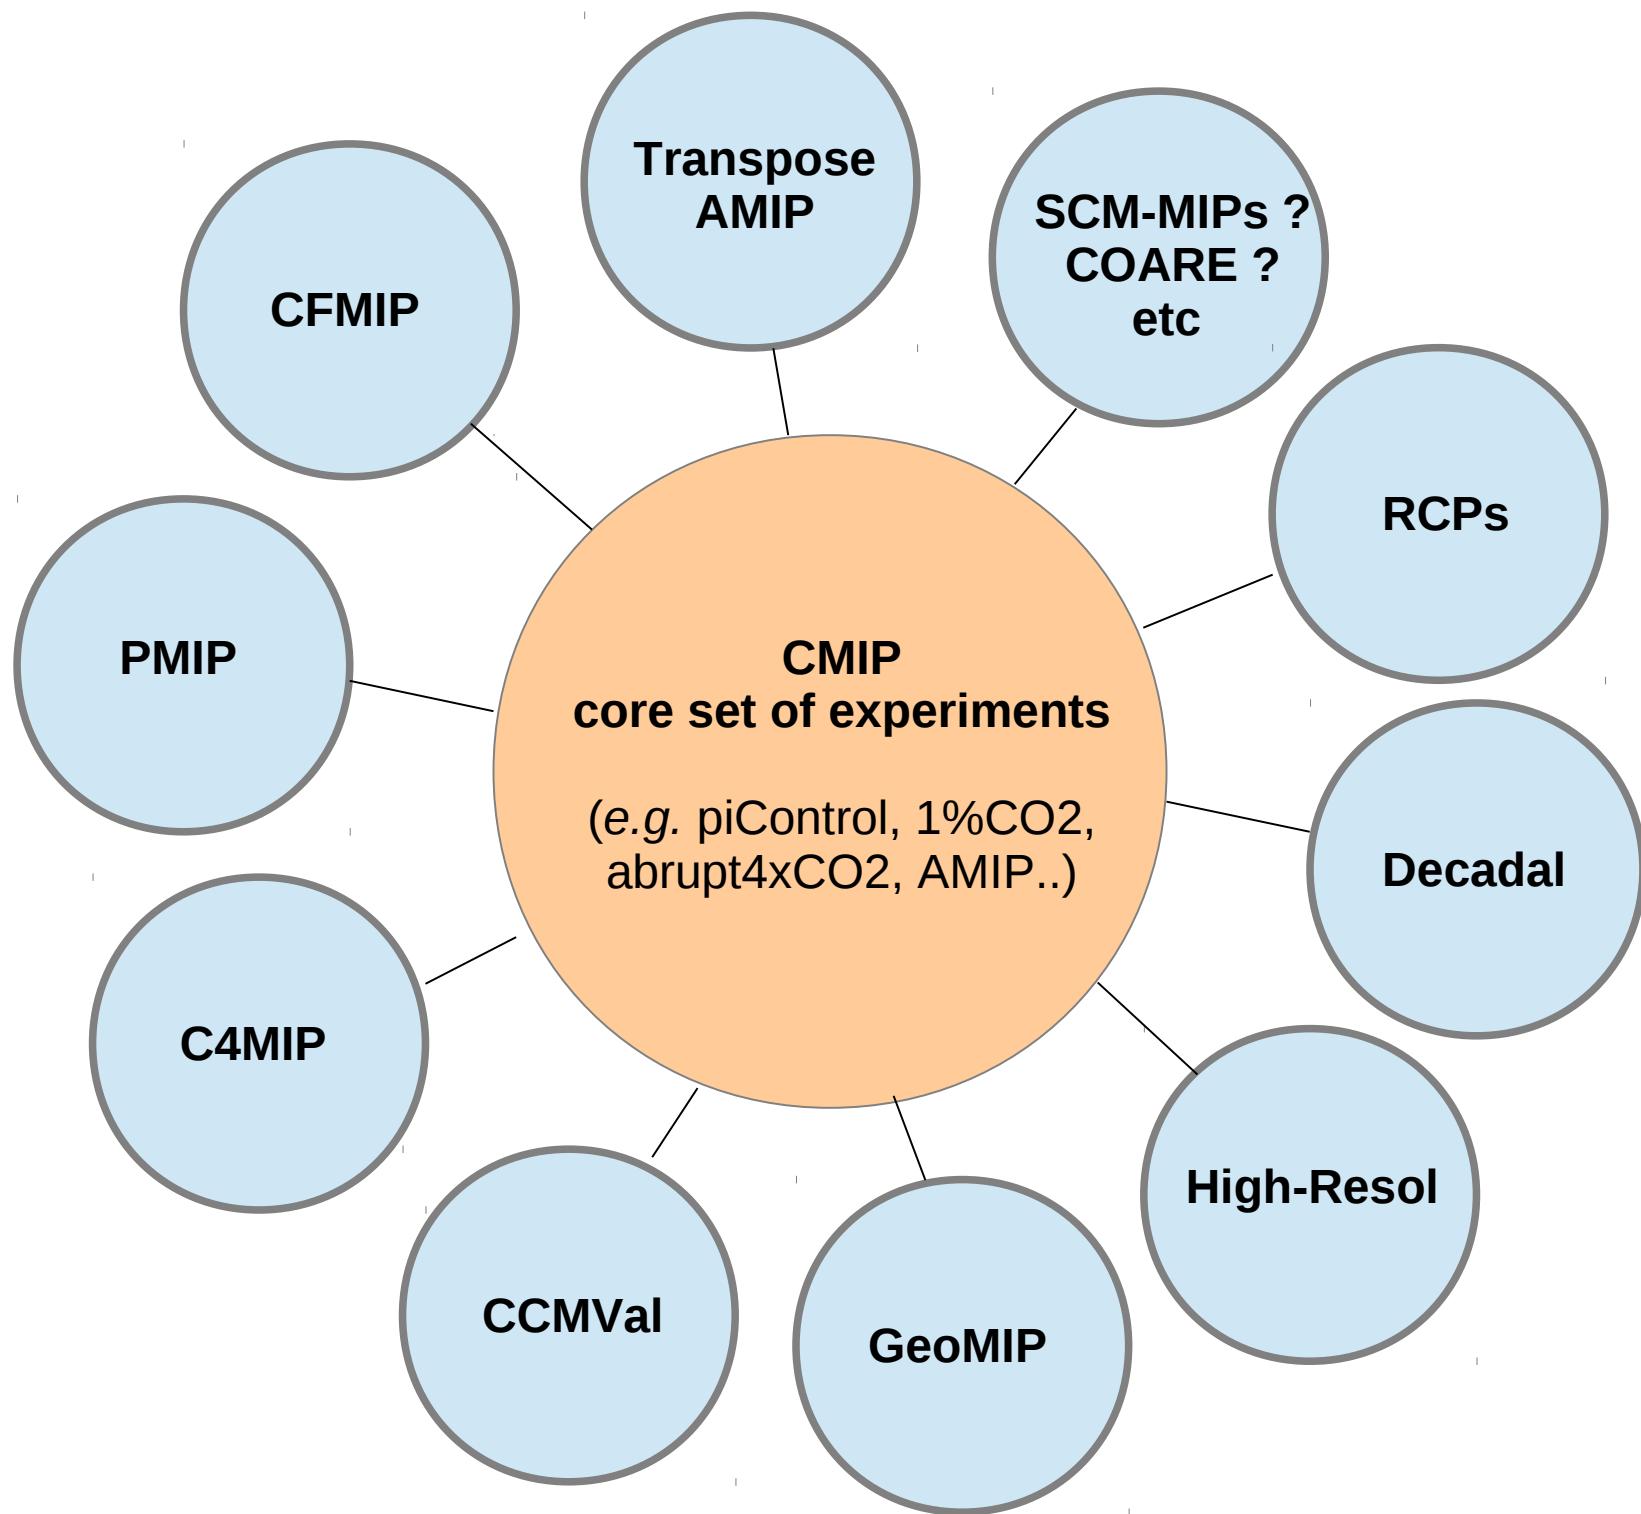 Transpose
AMIP
SCM-MIPs ?
COARE ?
etc
CFMIP
RCPs
PMIP
CMIP
core set of experiments
(e.g. piControl, 1%CO2,
abrupt4xCO2, AMIP..)
Decadal
C4MIP
High-Resol
CCMVal
GeoMIP